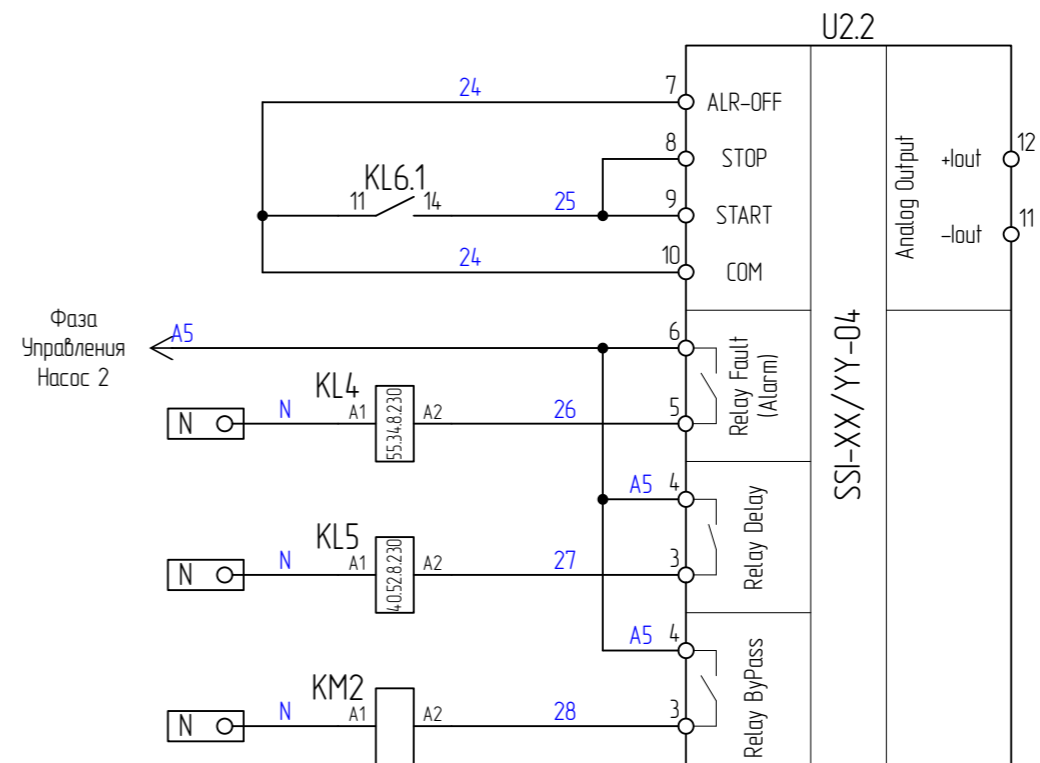 U2.2
24
7
ALR-OFF
8
STOP
KL6.1
11
14
25
9
START
24
10
COM
Analog Output
+Iout
12
-Iout
11
SSI-XX/YY-04
Фаза
Управления
Насос 2
A5
6
Relay Fault
(Alarm)
N
N
KL4
A1
55.34.8.230
A2
26
5
A5
4
Relay Delay
N
N
KL5
A1
40.52.8.230
A2
27
3
A5
4
Relay ByPass
N
N
KM2
A1
A2
28
3